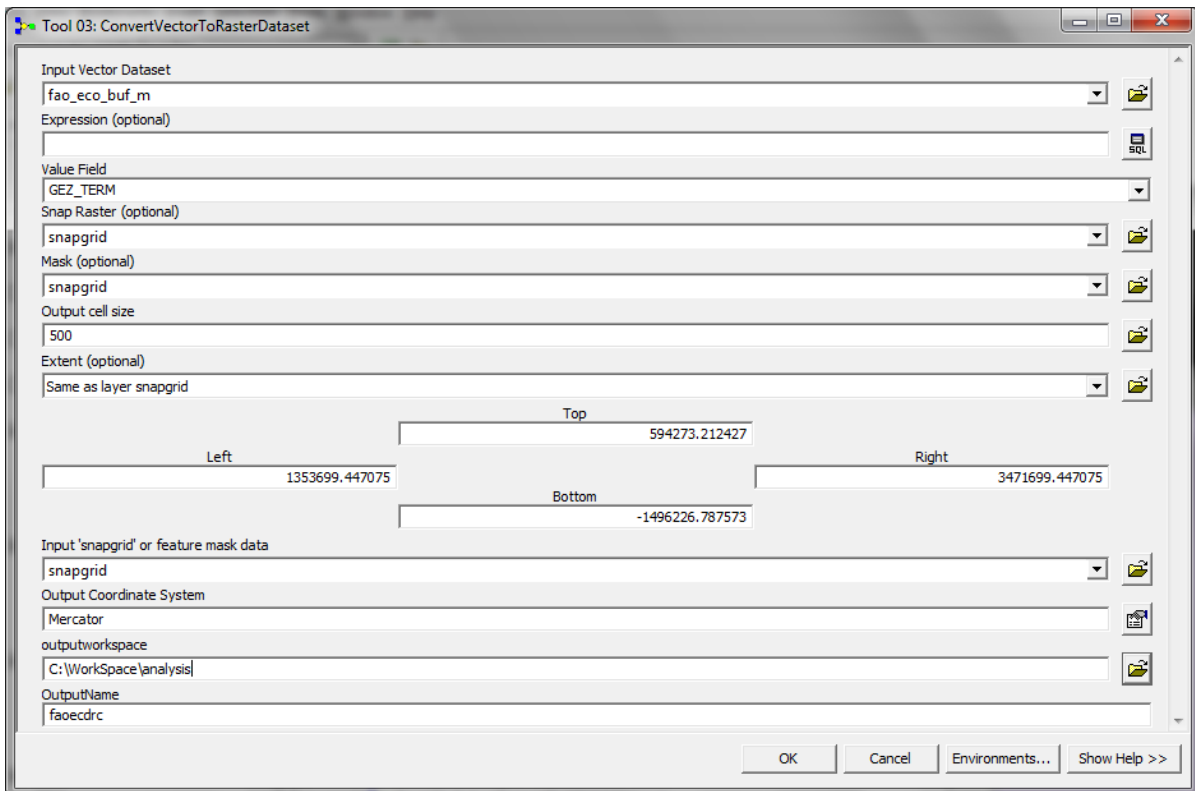 Tool 03: ConvertVectorToRasterDataset
Input Vector Dataset
fao_eco_buf_m
Expression (optional)
SQL
Value Field
GEZ_TERM
Snap Raster (optional)
snapgrid
Mask (optional)
snapgrid
Output cell size
500
Extent (optional)
Same as layer snapgrid
Top
594273.212427
Left Right
1353699.447075 3471699.447075
Bottom
-1496226.787573
Input 'snapgrid' or feature mask data
snapgrid
Output Coordinate System
Mercator
outputworkspace
C:\WorkSpace\analysis
OutputName
faoecdrc
OK Cancel Environments... Show Help >>